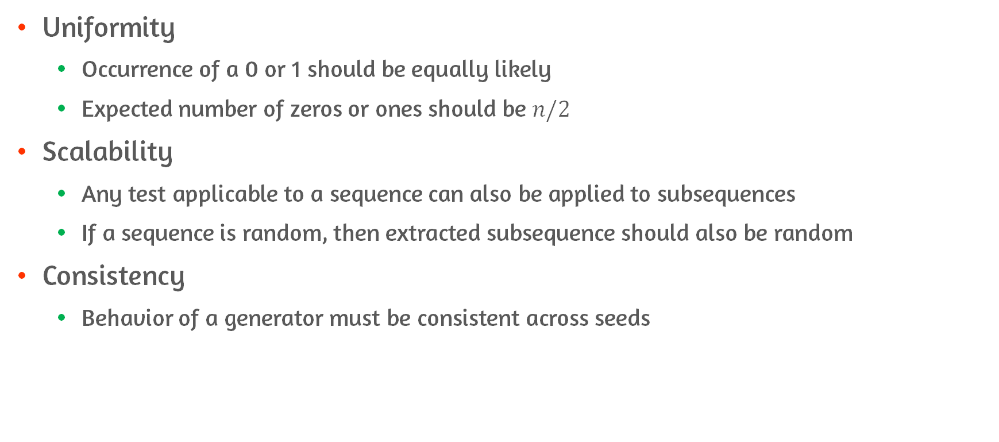 • Uniformity
• Occurrence of a 0 or 1 should be equally likely
• Expected number of zeros or ones should be n/2
• Scalability
• Any test applicable to a sequence can also be applied to subsequences
• If a sequence is random, then extracted subsequence should also be random
• Consistency
• Behavior of a generator must be consistent across seeds